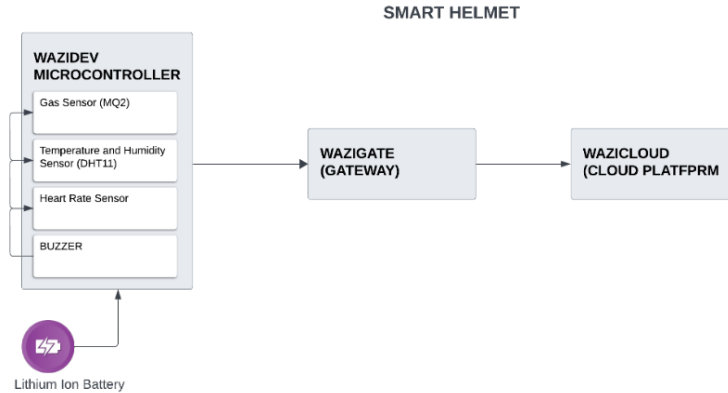 SMART HELMET
WAZIDEV
MICROCONTROLLER
Gas Sensor (MQ2)
Temperature and Humidity
Sensor (DHT11)
Heart Rate Sensor
BUZZER
WAZIGATE
(GATEWAY)
WAZICLOUD
(CLOUD PLATFPRM
Lithium Ion Battery